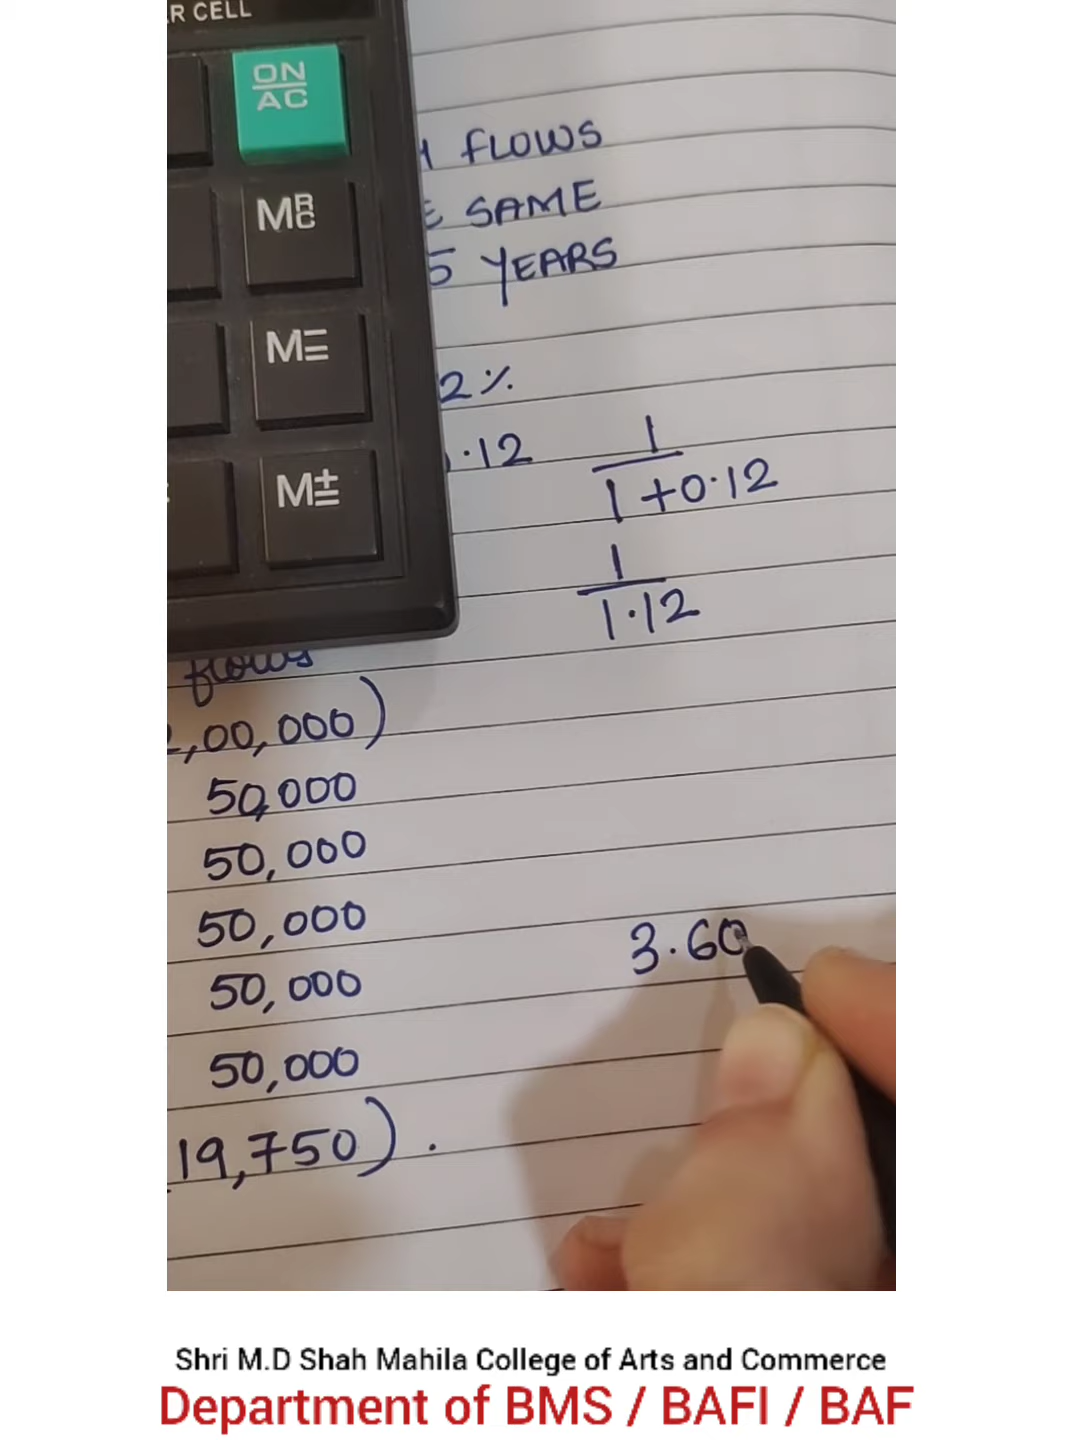 R CELL
ON
AC
MRC
M=
M±
FLOWS
SAME
5 YEARS
2%
.12
1
1+0.12
1
1.12
flows
2,00,000)
50,000
50,000
50,000
50,000
50,000
3.60
19,750).
Shri M.D Shah Mahila College of Arts and Commerce
Department of BMS / BAFI / BAF